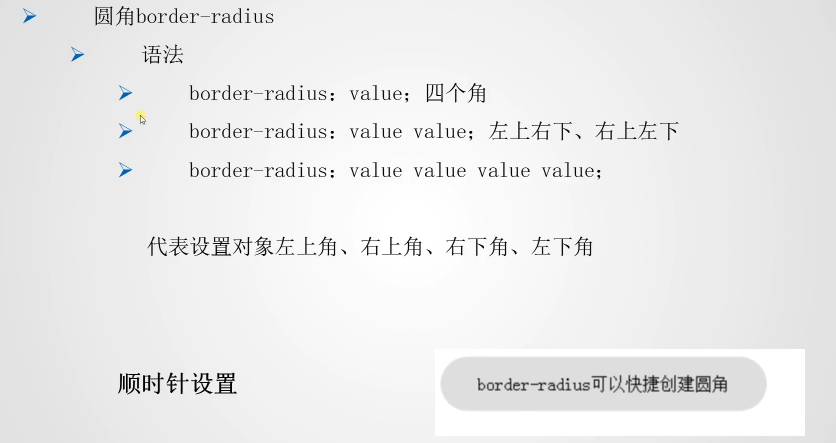 圆角border-radius
语法
border-radius：value；四个角
border-radius：value value；左上右下、右上左下
border-radius：value value value value；
代表设置对象左上角、右上角、右下角、左下角
顺时针设置
border-radius可以快捷创建圆角